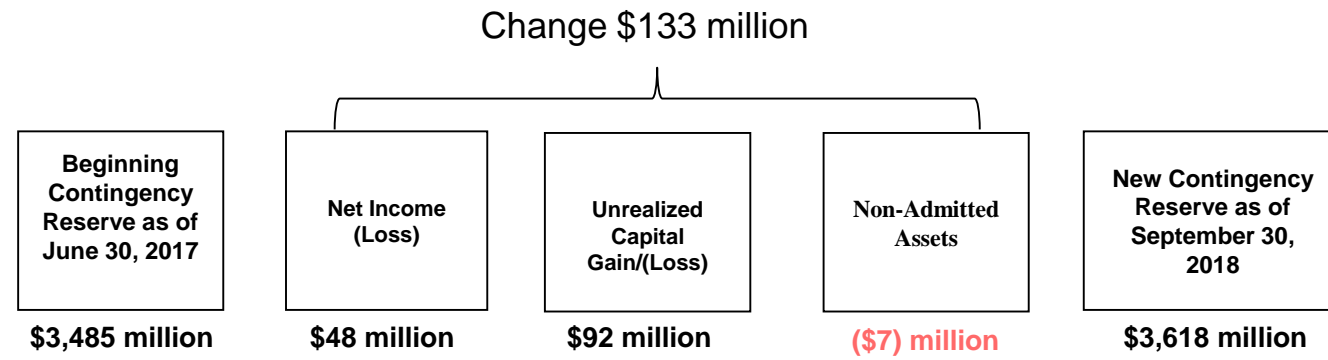 Change $133 million
Beginning
Contingency
Reserve as of
June 30, 2017
Net Income
(Loss)
Unrealized
Capital
Gain/(Loss)
Non-Admitted
Assets
New Contingency
Reserve as of
September 30,
2018
$3,485 million
$48 million
$92 million
($7) million
$3,618 million